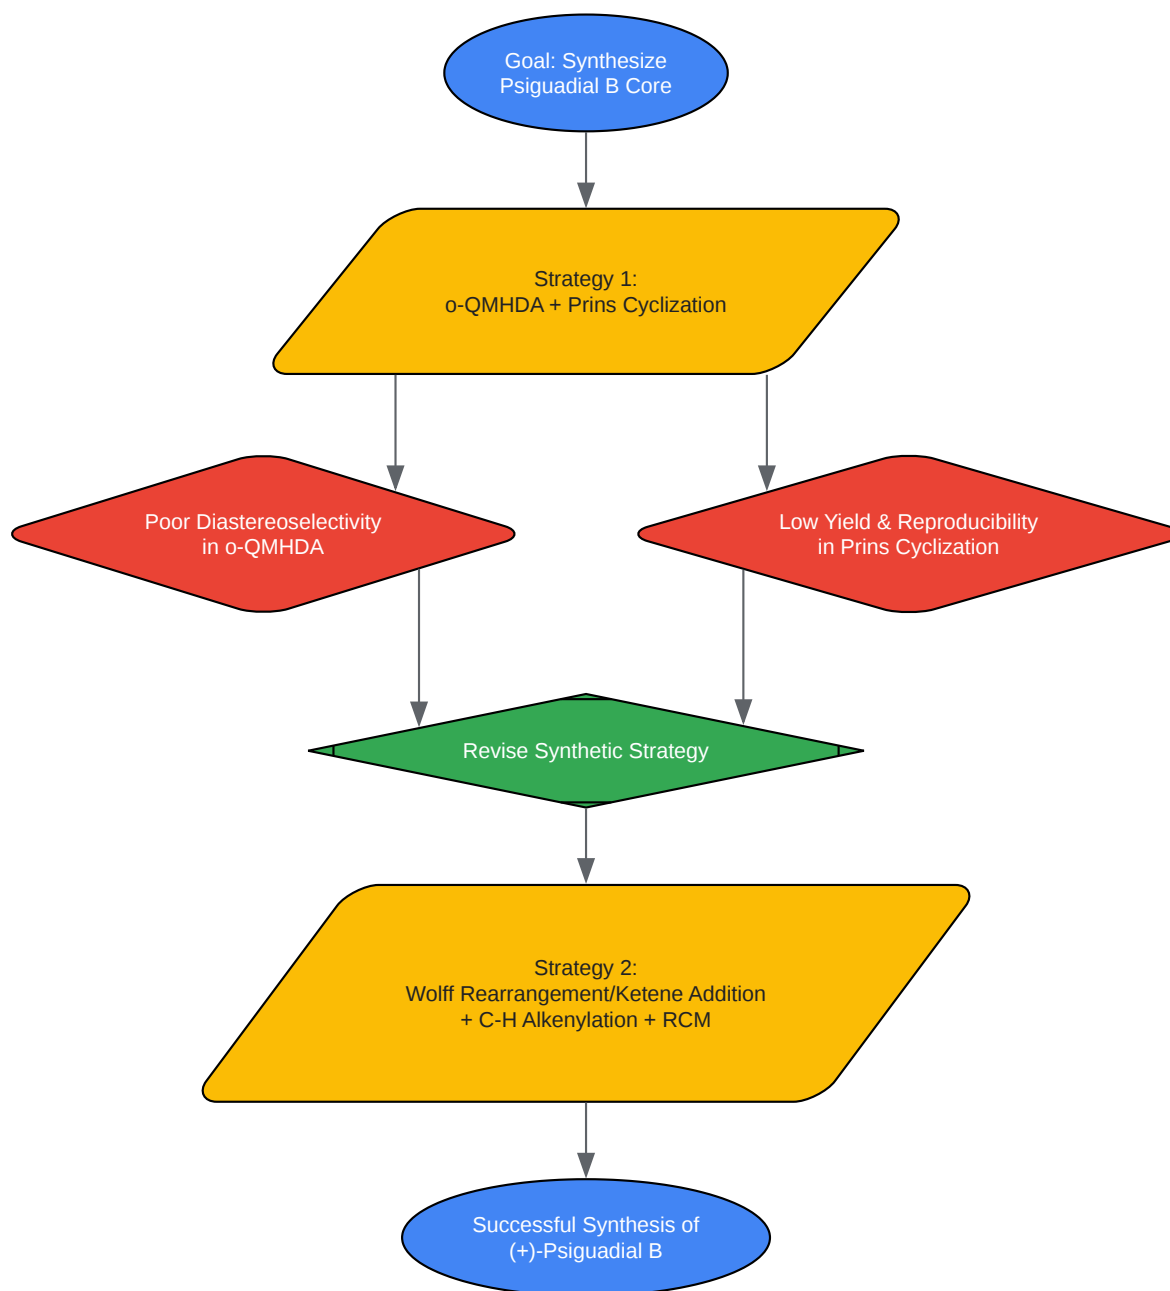 Goal: Synthesize
Psiguadial B Core
Strategy 1:
o-QMHDA + Prins Cyclization
Poor Diastereoselectivity
in o-QMHDA
Low Yield & Reproducibility
in Prins Cyclization
Revise Synthetic Strategy
Strategy 2:
Wolff Rearrangement/Ketene Addition
+ C-H Alkenylation + RCM
Successful Synthesis of
(+)-Psiguadial B